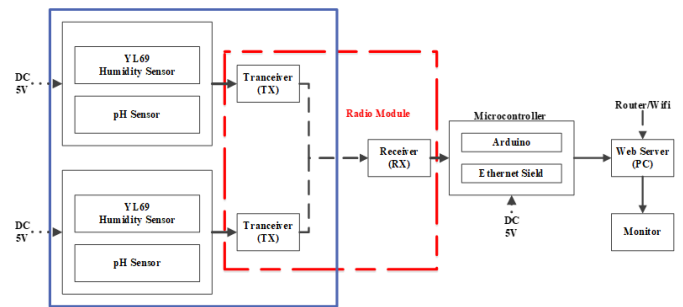 DC
5V
YL69
Humidity Sensor
pH Sensor
Tranceiver
(TX)
Radio Module
Receiver
(RX)
Microcontroller
Arduino
Ethernet Sield
DC
5V
Router/Wifi
Web Server
(PC)
Monitor
DC
5V
YL69
Humidity Sensor
pH Sensor
Tranceiver
(TX)